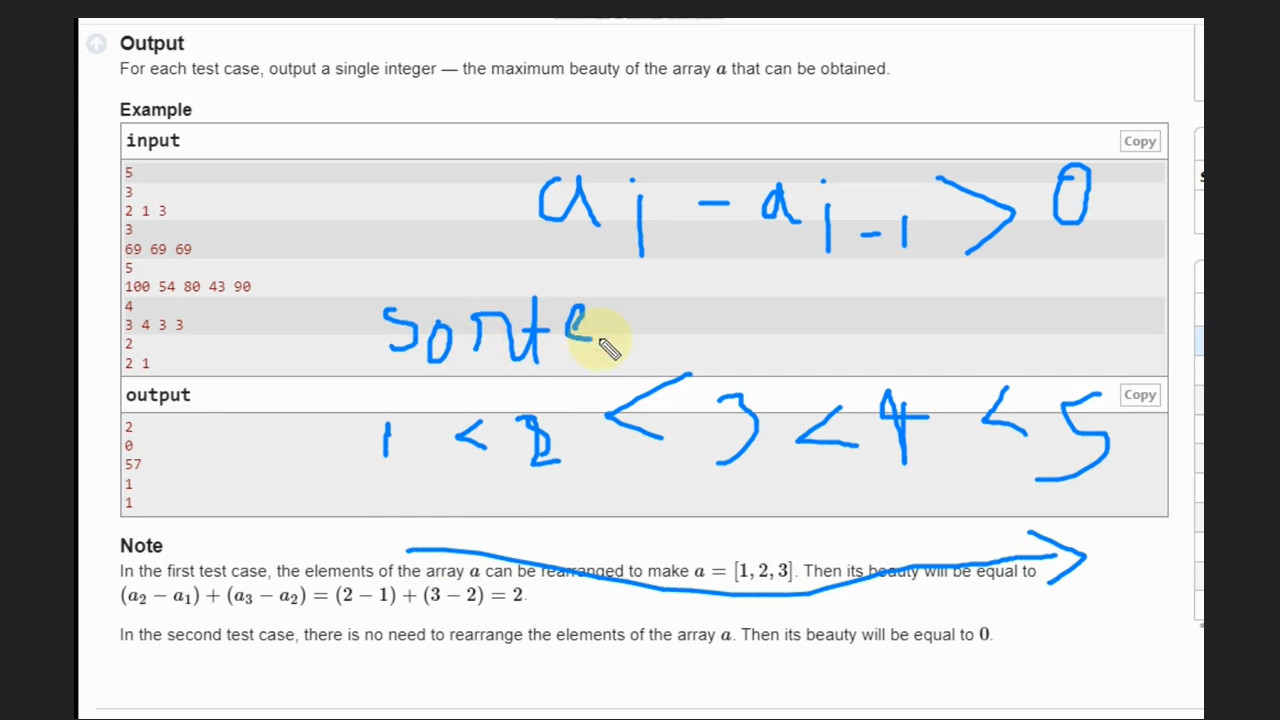 Output
For each test case, output a single integer — the maximum beauty of the array a that can be obtained.
Example
input
Copy
5
3
2 1 3
3
69 69 69
5
100 54 80 43 90
4
3 4 3 3
2
2 1
a i - a i-1 > 0
sorte
output
Copy
2
0
57
1
1
1 < 2 < 3 < 4 < 5
Note
In the first test case, the elements of the array a can be rearranged to make a = [1, 2, 3]. Then its beauty will be equal to
(a2 − a1) + (a3 − a2) = (2 − 1) + (3 − 2) = 2.
In the second test case, there is no need to rearrange the elements of the array a. Then its beauty will be equal to 0.